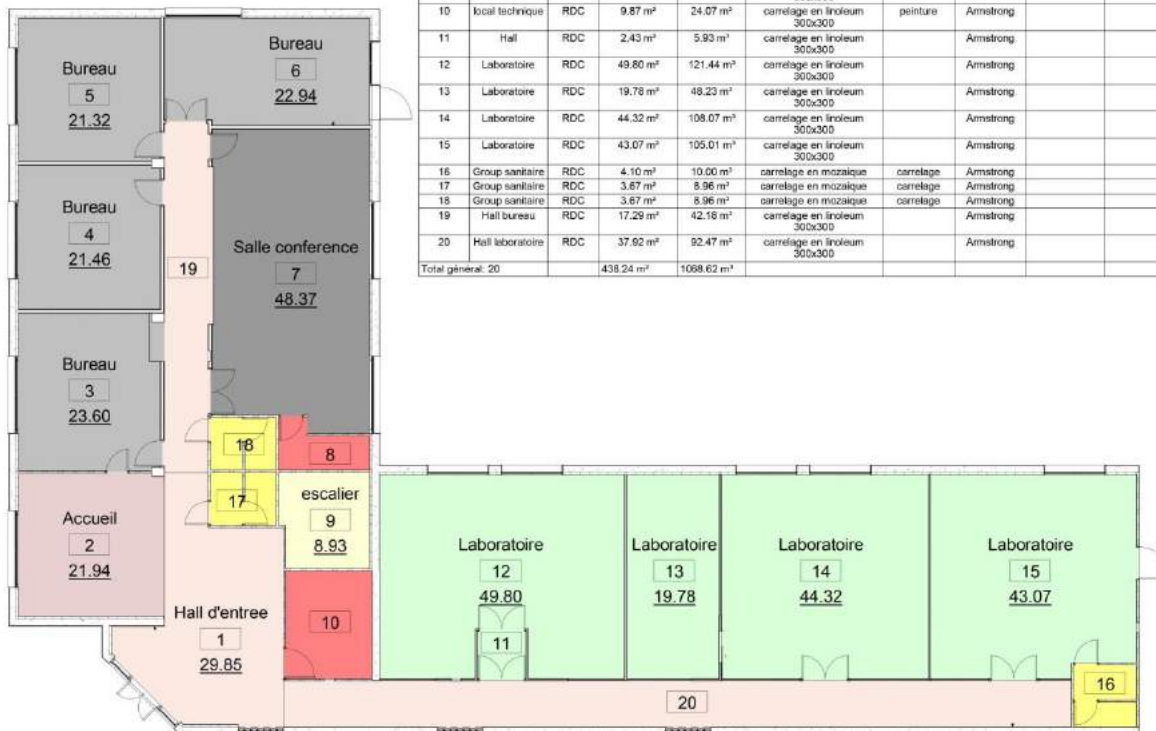 10 local technique RDC 9.87 m² 24.07 m³ carrelage en linoleum 300x300 peinture Armstrong
11 Hall RDC 2.43 m² 5.93 m³ carrelage en linoleum 300x300 Armstrong
12 Laboratoire RDC 49.80 m² 121.44 m³ carrelage en linoleum 300x300 Armstrong
13 Laboratoire RDC 19.78 m² 48.23 m³ carrelage en linoleum 300x300 Armstrong
14 Laboratoire RDC 44.32 m² 108.07 m³ carrelage en linoleum 300x300 Armstrong
15 Laboratoire RDC 43.07 m² 105.01 m³ carrelage en linoleum 300x300 Armstrong
16 Group sanitaire RDC 4.10 m² 10.00 m³ carrelage en mozaique carrelage Armstrong
17 Group sanitaire RDC 3.67 m² 8.96 m³ carrelage en mozaique carrelage Armstrong
18 Group sanitaire RDC 3.67 m² 8.96 m³ carrelage en mozaique carrelage Armstrong
19 Hall bureau RDC 17.29 m² 42.18 m³ carrelage en linoleum 300x300 Armstrong
20 Hall laboratoire RDC 37.92 m² 92.47 m³ carrelage en linoleum 300x300 Armstrong
Total général: 20 438.24 m² 1068.62 m³
Bureau
5
21.32
Bureau
6
22.94
Bureau
4
21.46
19
Salle conference
7
48.37
Bureau
3
23.60
18
8
17
escalier
9
8.93
Accueil
2
21.94
Hall d'entree
1
29.85
10
Laboratoire
12
49.80
11
Laboratoire
13
19.78
Laboratoire
14
44.32
Laboratoire
15
43.07
16
20